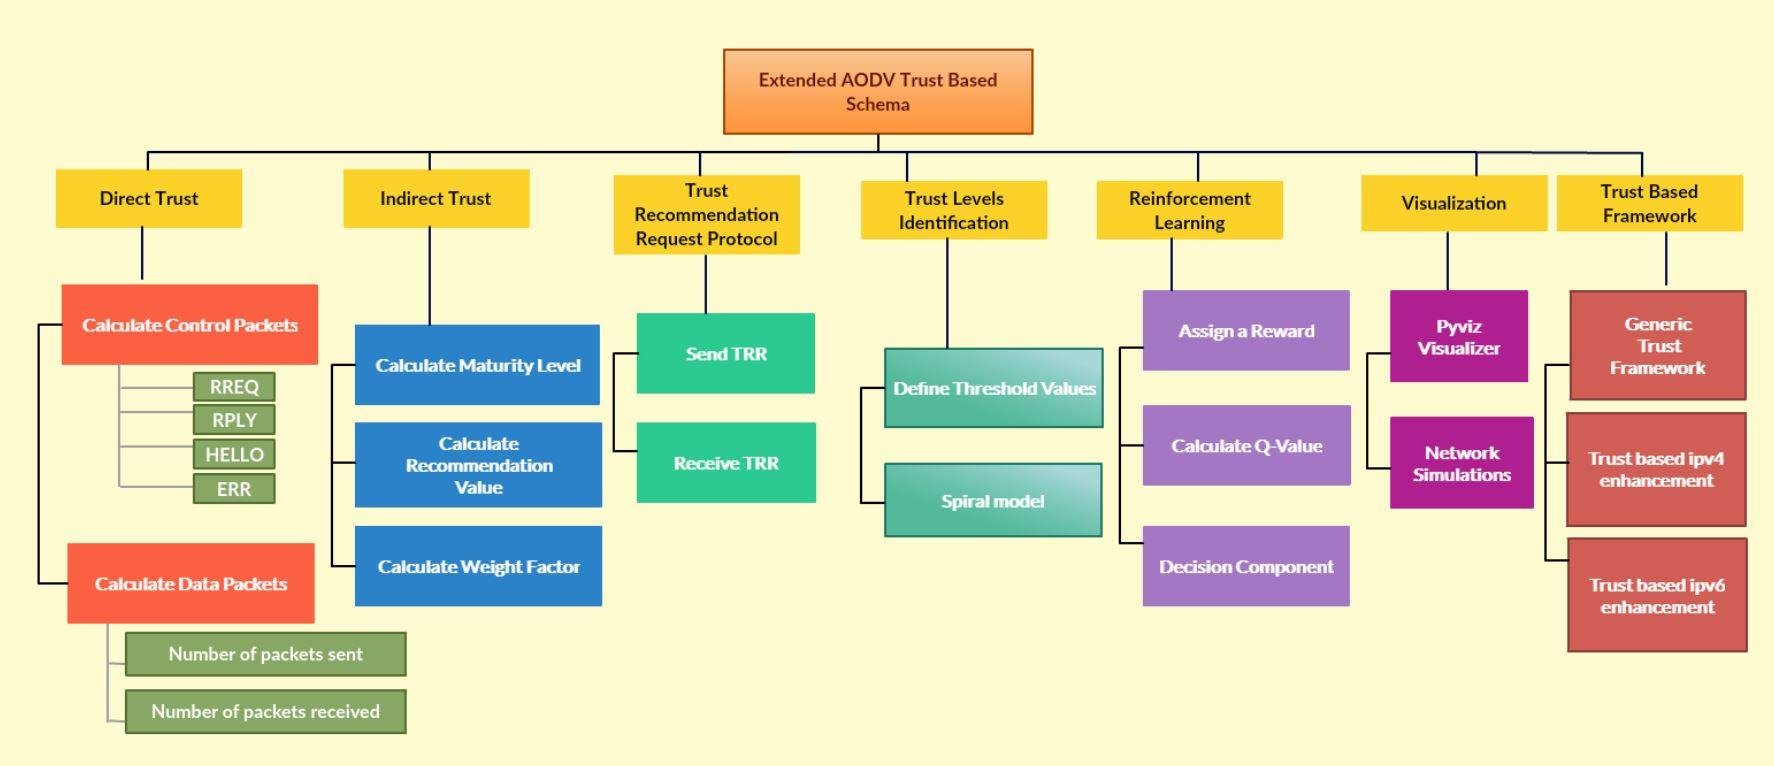 Extended AODV Trust Based
Schema
Direct Trust
Indirect Trust
Trust
Recommendation
Request Protocol
Trust Levels
Identification
Reinforcement
Learning
Visualization
Trust Based
Framework
Calculate Control Packets
RREQ
RPLY
HELLO
ERR
Calculate Data Packets
Number of packets sent
Number of packets received
Calculate Maturity Level
Calculate
Recommendation
Value
Calculate Weight Factor
Send TRR
Receive TRR
Define Threshold Values
Spiral model
Assign a Reward
Calculate Q-Value
Decision Component
Pyviz
Visualizer
Network
Simulations
Generic
Trust
Framework
Trust based ipv4
enhancement
Trust based ipv6
enhancement